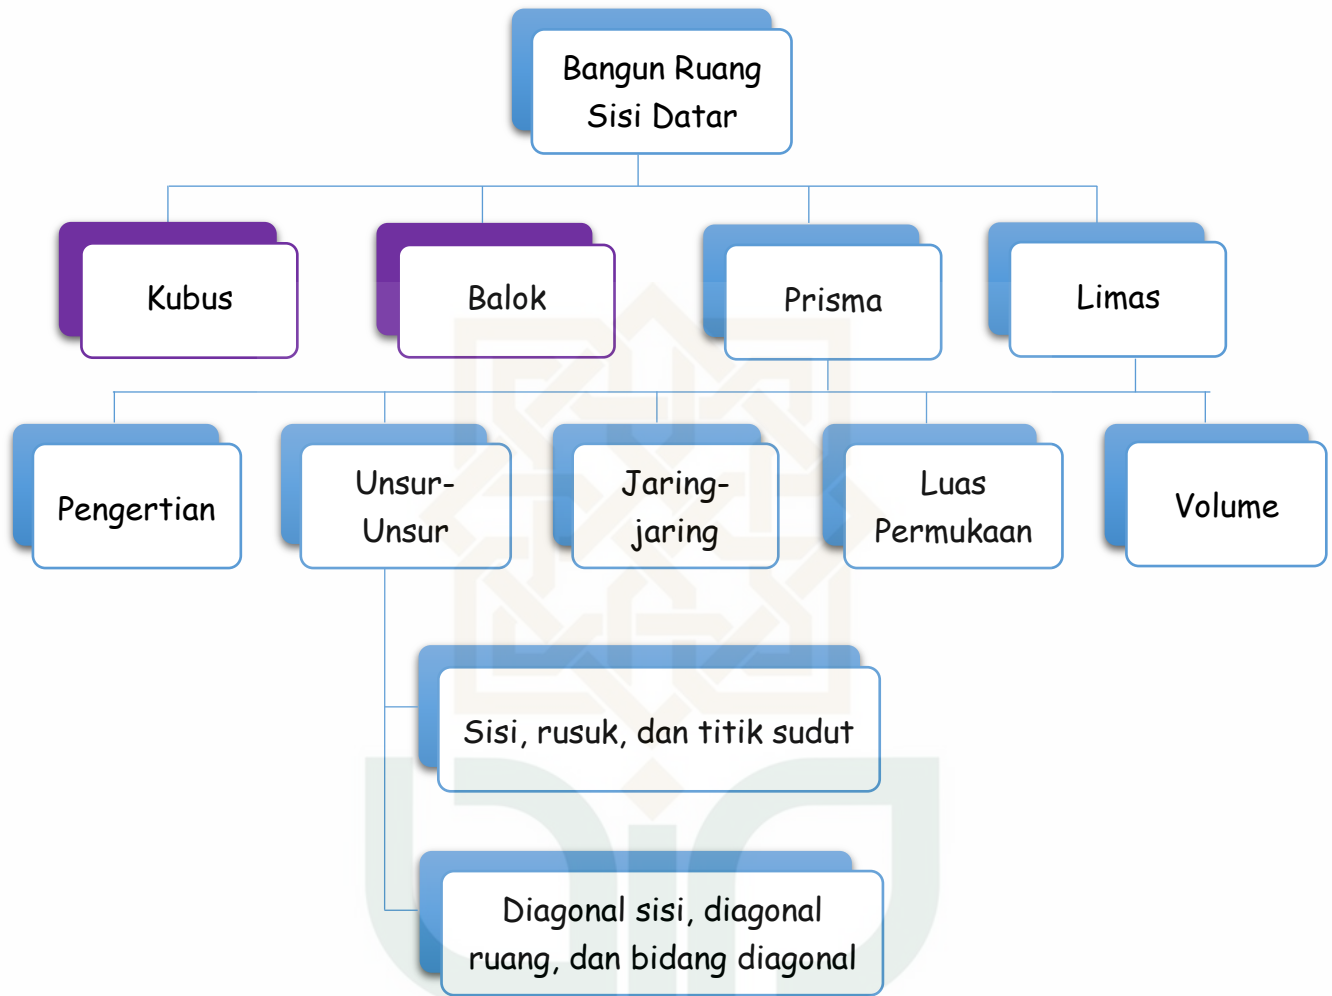 Bangun Ruang
Sisi Datar
Kubus
Balok
Prisma
Limas
Pengertian
Unsur-
Unsur
Jaring-
jaring
Luas
Permukaan
Volume
Sisi, rusuk, dan titik sudut
Diagonal sisi, diagonal
ruang, dan bidang diagonal